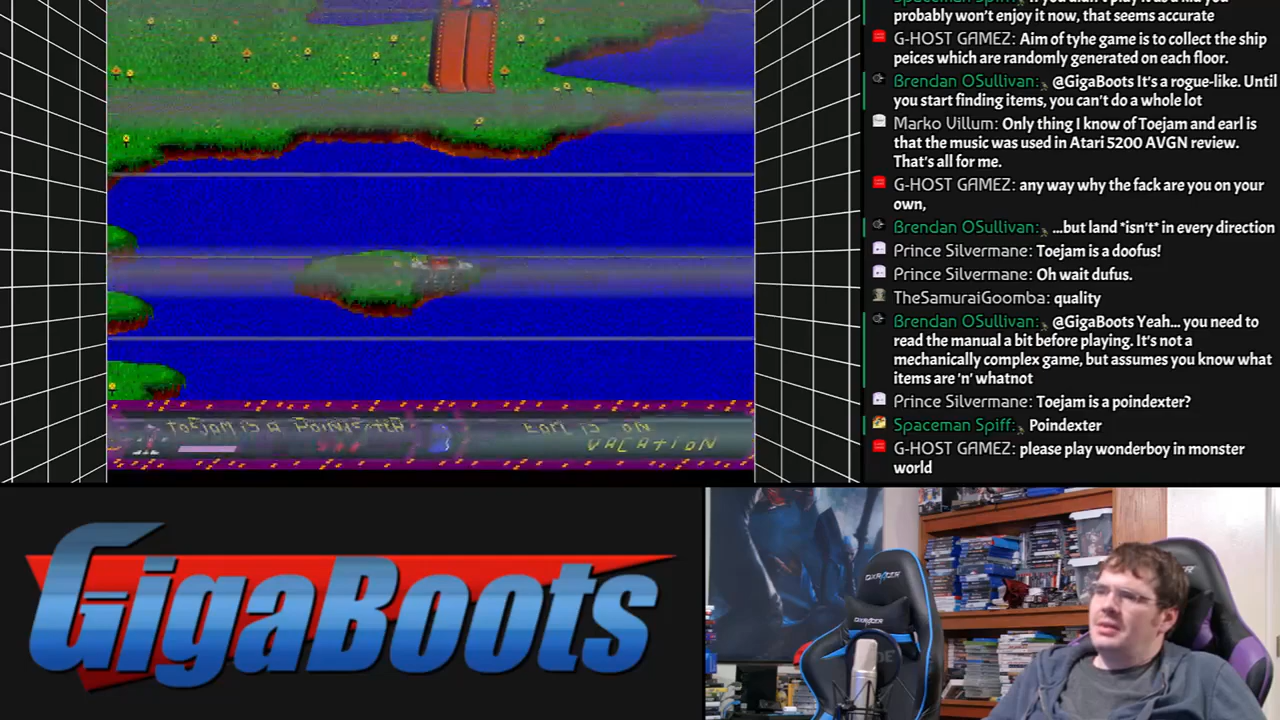 probably won't enjoy it now, that seems accurate
G-HOST GAMEZ: Aim of tyhe game is to collect the ship
peices which are randomly generated on each floor.
Brendan OSullivan: @GigaBoots It's a rogue-like. Until
you start finding items, you can't do a whole lot
Marko Villum: Only thing I know of Toejam and earl is
that the music was used in Atari 5200 AVGN review.
That's all for me.
G-HOST GAMEZ: any way why the fack are you on your
own,
Brendan OSullivan: ...but land *isn't* in every direction
Prince Silvermane: Toejam is a doofus!
Prince Silvermane: Oh wait dufus.
TheSamuraiGoomba: quality
Brendan OSullivan: @GigaBoots Yeah... you need to
read the manual a bit before playing. It's not a
mechanically complex game, but assumes you know what
items are 'n' whatnot
Prince Silvermane: Toejam is a poindexter?
Spaceman Spiff: Poindexter
G-HOST GAMEZ: please play wonderboy in monster
world
TOEJAM IS A POINDEXTER
EARL IS ON
VACATION
GigaBoots
DXRACER